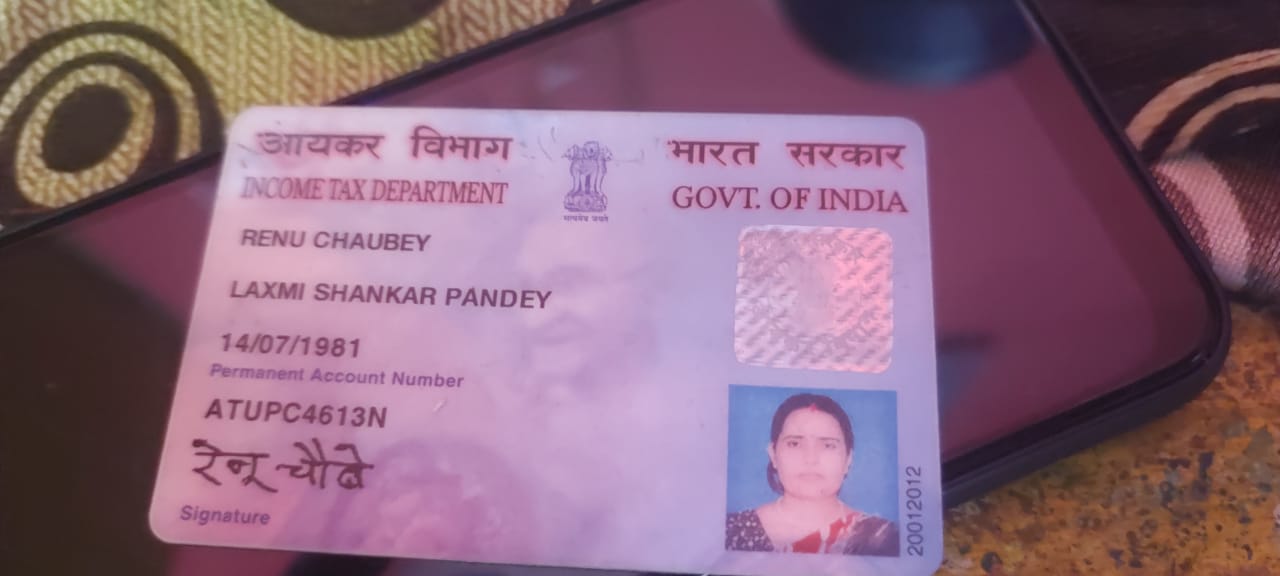 आयकर विभाग
INCOME TAX DEPARTMENT
सत्यमेव जयते
भारत सरकार
GOVT. OF INDIA
RENU CHAUBEY
LAXMI SHANKAR PANDEY
14/07/1981
Permanent Account Number
ATUPC4613N
रेनू चौबे
Signature
20012012